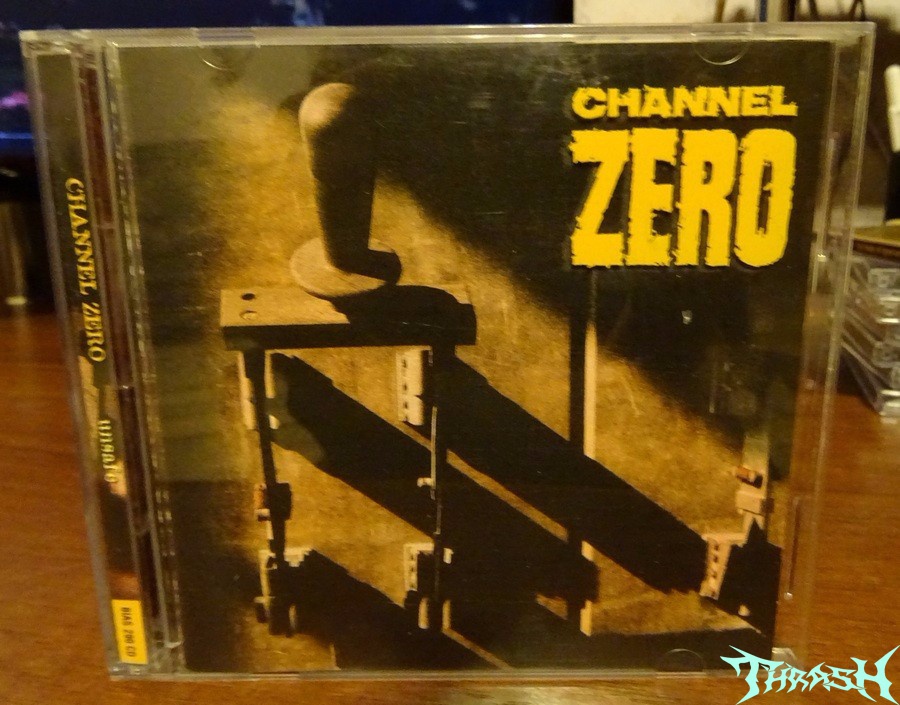 CHANNEL
ZERO
CHANNEL ZERO unsafe
BIAS 290 CD
THRASH